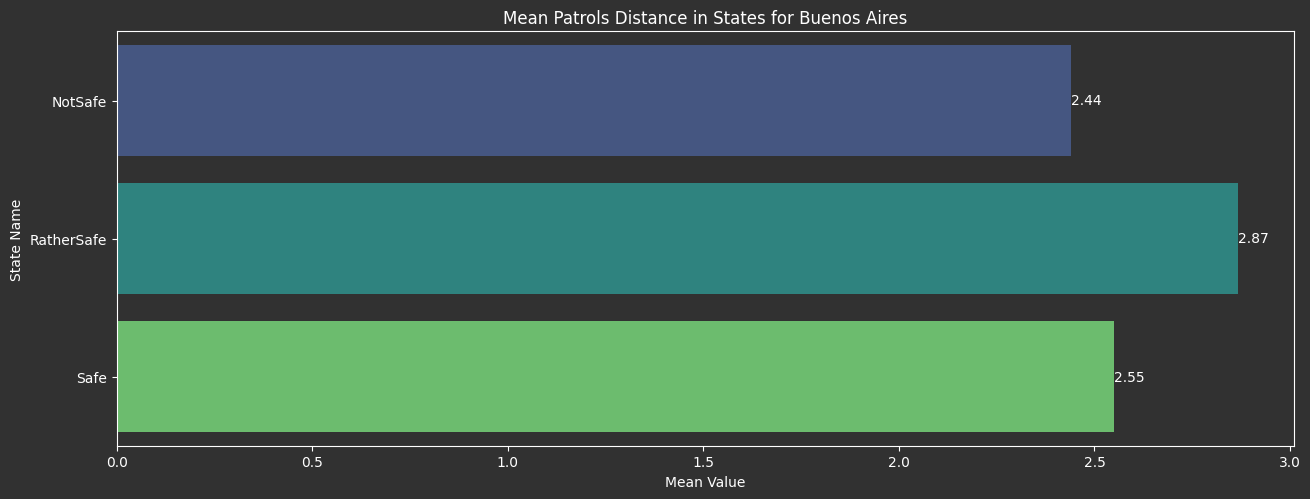 Mean Patrols Distance in States for Buenos Aires
State Name
NotSafe
2.44
RatherSafe
2.87
Safe
2.55
0.0 0.5 1.0 1.5 2.0 2.5 3.0
Mean Value